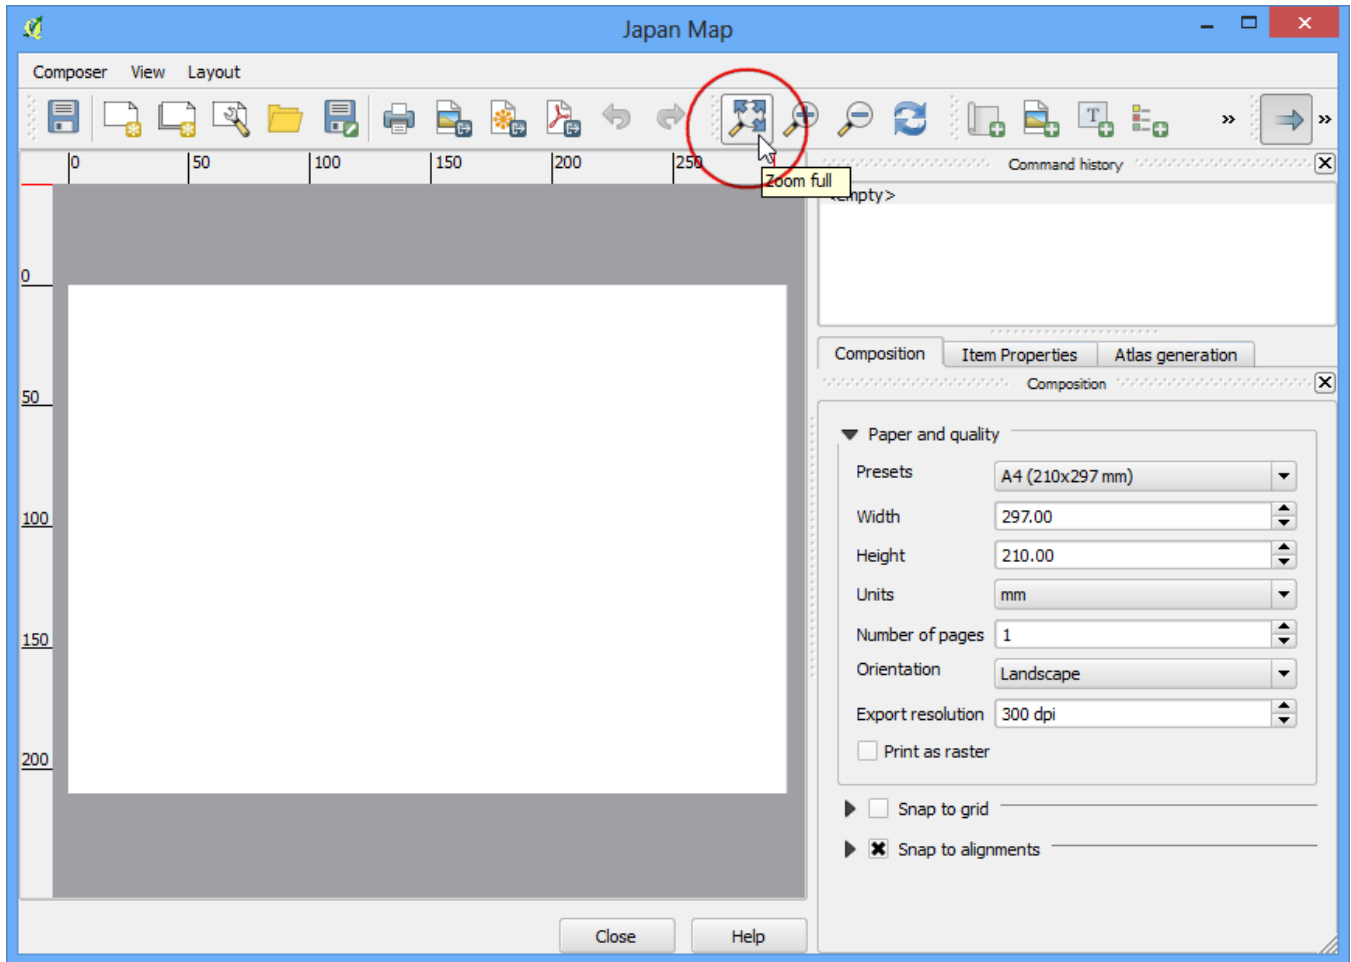 Japan Map
Composer View Layout
0 50 100 150 200 250
Zoom full
Command history
<empty>
0
50
100
150
200
Composition Item Properties Atlas generation
Composition
Paper and quality
Presets A4 (210x297 mm)
Width 297.00
Height 210.00
Units mm
Number of pages 1
Orientation Landscape
Export resolution 300 dpi
Print as raster
Snap to grid
Snap to alignments
Close Help